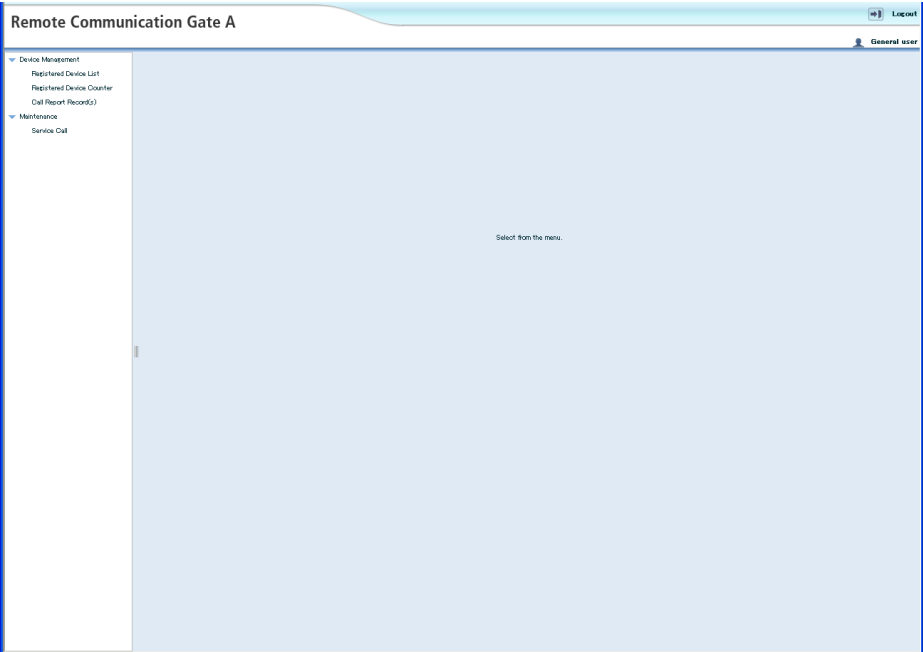 Remote Communication Gate A
Logout
General user
Device Management
Registered Device List
Registered Device Counter
Call Report Record(s)
Maintenance
Service Call
Select from the menu.